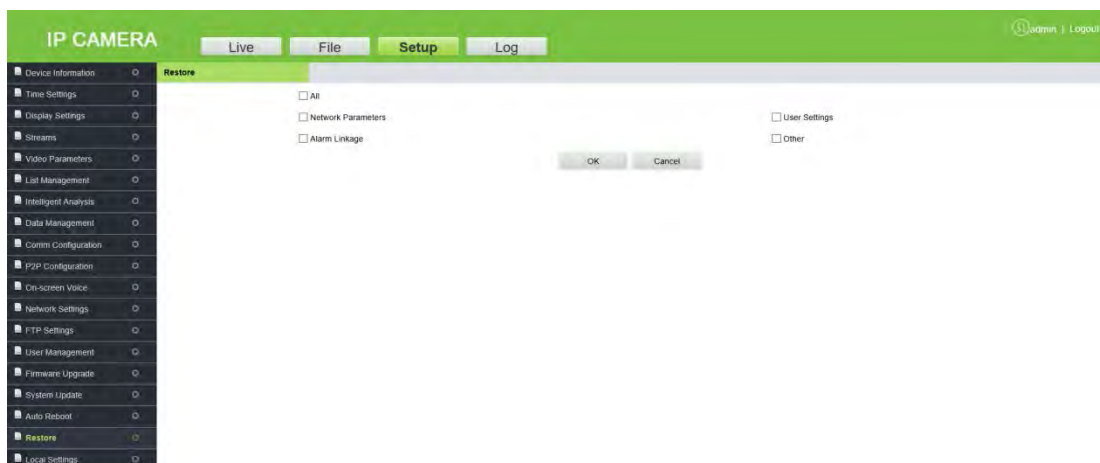 IP CAMERA
Live File Setup Log
admin | Logout
Device Information
Time Settings
Display Settings
Streams
Video Parameters
List Management
Intelligent Analysis
Data Management
Comm Configuration
P2P Configuration
On-screen Voice
Network Settings
FTP Settings
User Management
Firmware Upgrade
System Update
Auto Reboot
Restore
Local Settings
Restore
All
Network Parameters User Settings
Alarm Linkage Other
OK Cancel